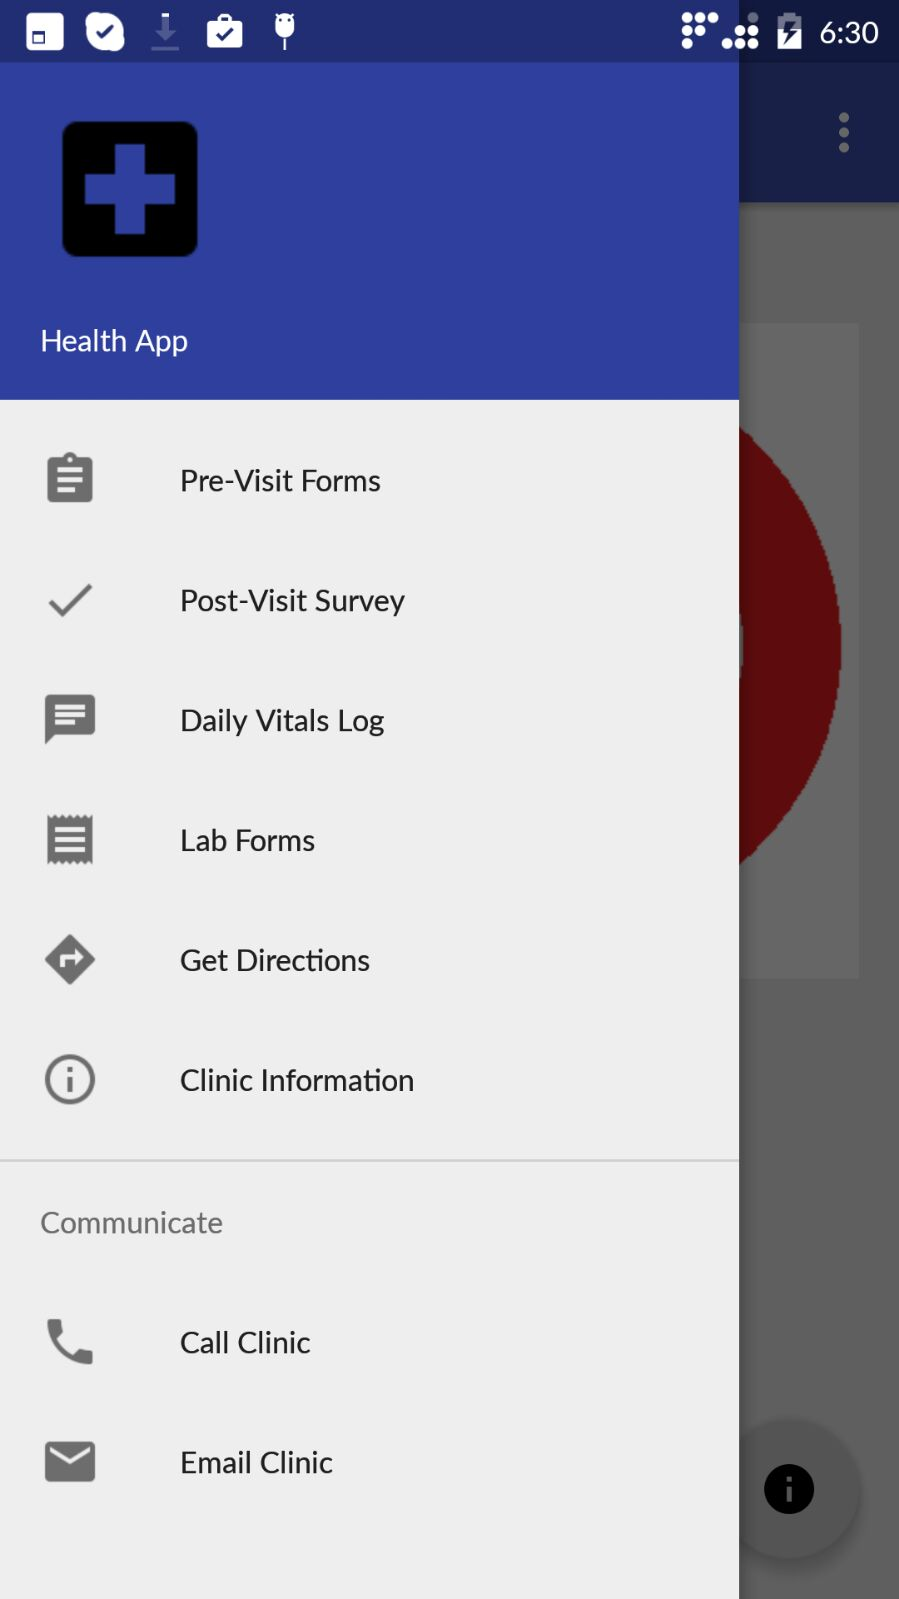 6:30
Health App
Pre-Visit Forms
Post-Visit Survey
Daily Vitals Log
Lab Forms
Get Directions
Clinic Information
Communicate
Call Clinic
Email Clinic